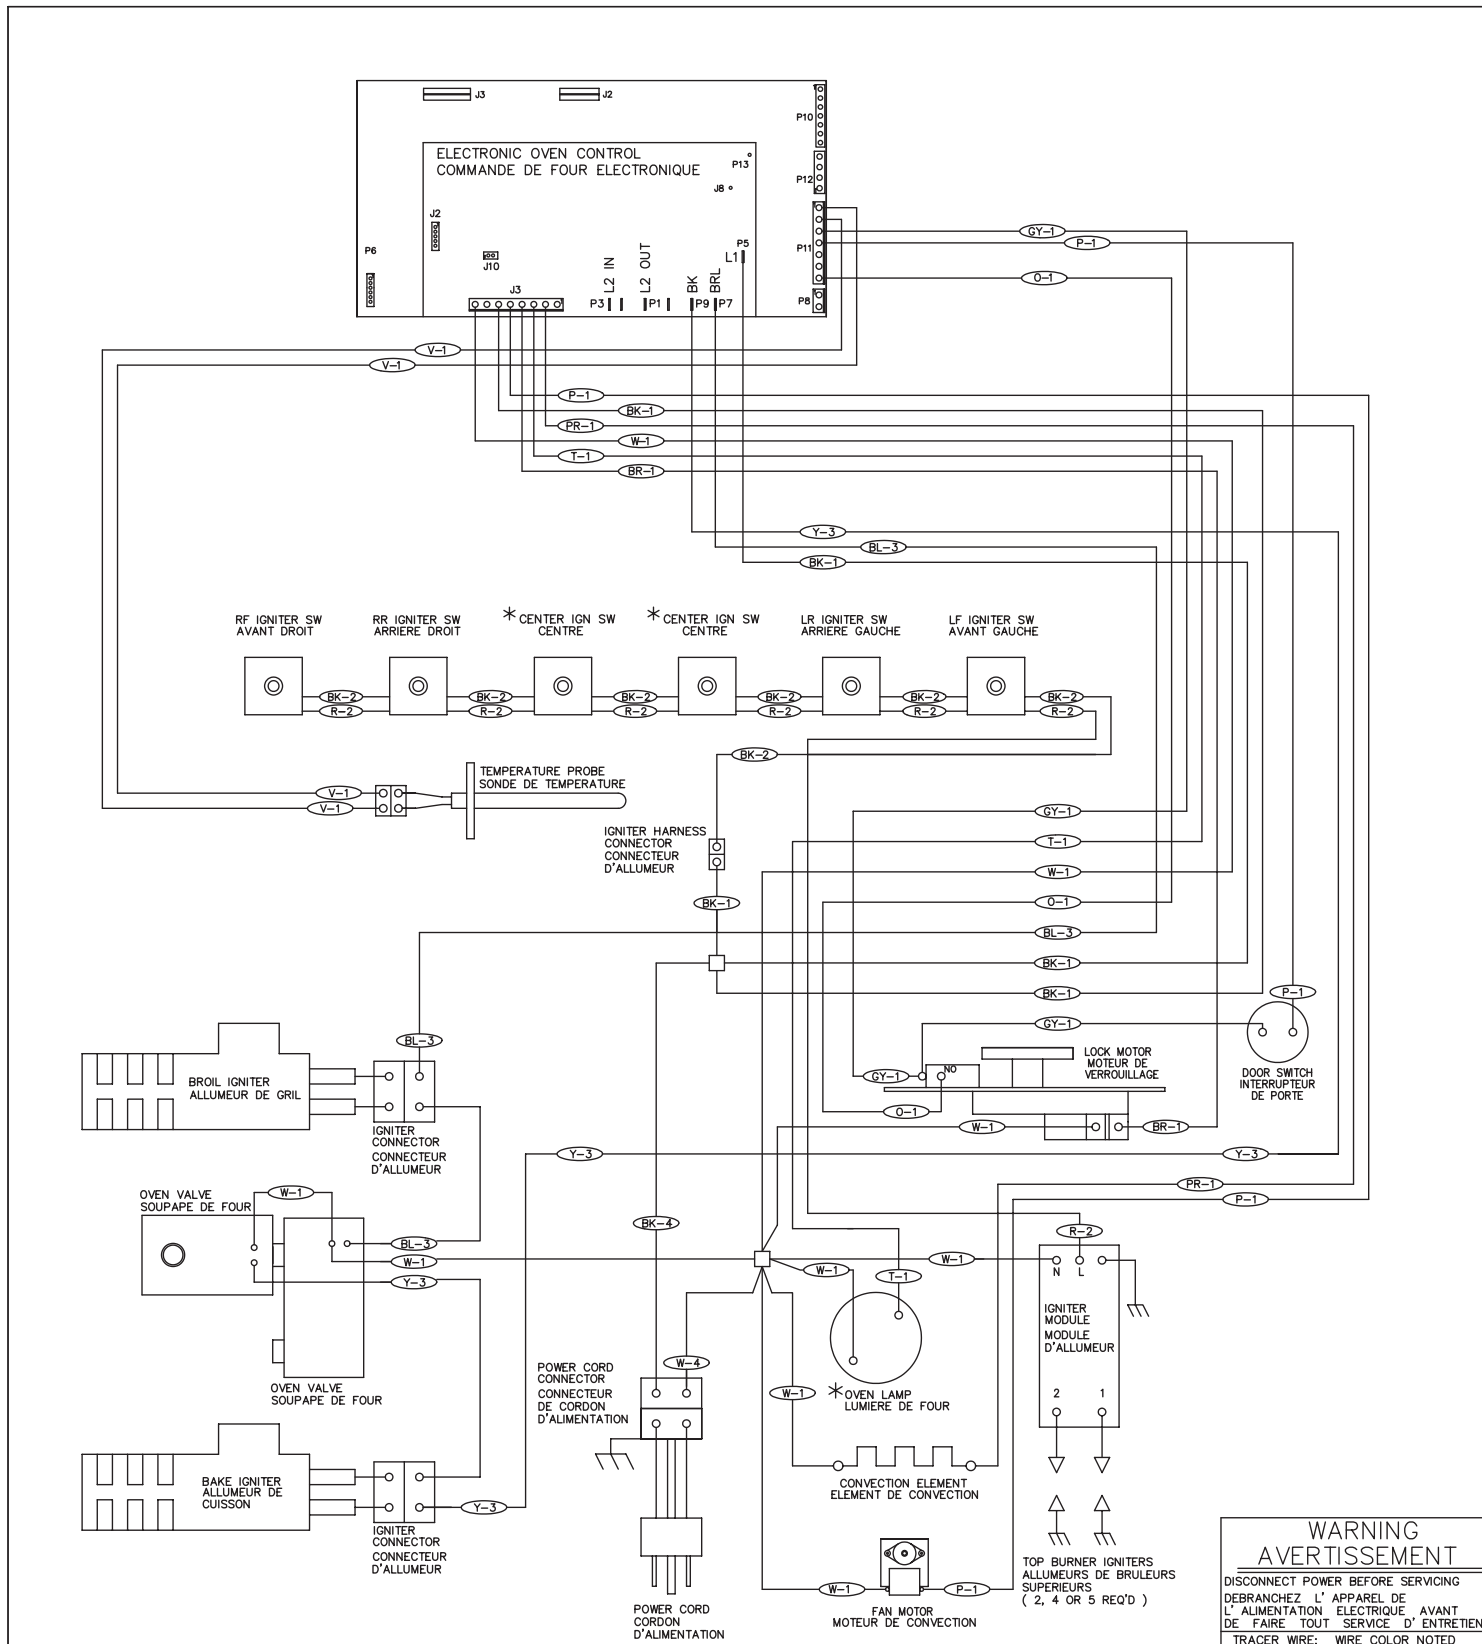 J3
J2
P10
ELECTRONIC OVEN CONTROL
COMMANDE DE FOUR ELECTRONIQUE
P13
P12
J8
J2
P6
P5
L1
P11
J10
J3
L2 IN
L2 OUT
BK
BRL
P3
P1
P9
P7
P8
GY-1
P-1
O-1
V-1
V-1
P-1
BK-1
PR-1
W-1
T-1
BR-1
Y-3
BL-3
BK-1
RF IGNITER SW
AVANT DROIT
RR IGNITER SW
ARRIERE DROIT
* CENTER IGN SW
CENTRE
* CENTER IGN SW
CENTRE
LR IGNITER SW
ARRIERE GAUCHE
LF IGNITER SW
AVANT GAUCHE
BK-2
BK-2
BK-2
BK-2
BK-2
BK-2
R-2
R-2
R-2
R-2
R-2
R-2
BK-2
TEMPERATURE PROBE
SONDE DE TEMPERATURE
V-1
V-1
IGNITER HARNESS
CONNECTOR
CONNECTEUR
D'ALLUMEUR
GY-1
T-1
W-1
BK-1
O-1
BL-3
BK-1
BK-1
P-1
GY-1
BL-3
BROIL IGNITER
ALLUMEUR DE GRIL
IGNITER
CONNECTOR
CONNECTEUR
D'ALLUMEUR
LOCK MOTOR
MOTEUR DE
VERROUILLAGE
NO
GY-1
O-1
W-1
BR-1
DOOR SWITCH
INTERRUPTEUR
DE PORTE
Y-3
Y-3
PR-1
P-1
OVEN VALVE
SOUPAPE DE FOUR
W-1
BL-3
W-1
Y-3
BK-4
R-2
W-1
T-1
W-1
N
L
IGNITER
MODULE
MODULE
D'ALLUMEUR
2
1
OVEN VALVE
SOUPAPE DE FOUR
POWER CORD
CONNECTOR
CONNECTEUR
DE CORDON
D'ALIMENTATION
W-4
W-1
* OVEN LAMP
LUMIERE DE FOUR
BAKE IGNITER
ALLUMEUR DE
CUISSON
Y-3
IGNITER
CONNECTOR
CONNECTEUR
D'ALLUMEUR
CONVECTION ELEMENT
ELEMENT DE CONVECTION
W-1
P-1
FAN MOTOR
MOTEUR DE CONVECTION
POWER CORD
CORDON
D'ALIMENTATION
TOP BURNER IGNITERS
ALLUMEURS DE BRULEURS
SUPERIEURS
( 2, 4 OR 5 REQ'D )
WARNING
AVERTISSEMENT
DISCONNECT POWER BEFORE SERVICING
DEBRANCHEZ L' APPAREL DE
L' ALIMENTATION ELECTRIQUE AVANT
DE FAIRE TOUT SERVICE D' ENTRETIEN
TRACER WIRE: WIRE COLOR NOTED